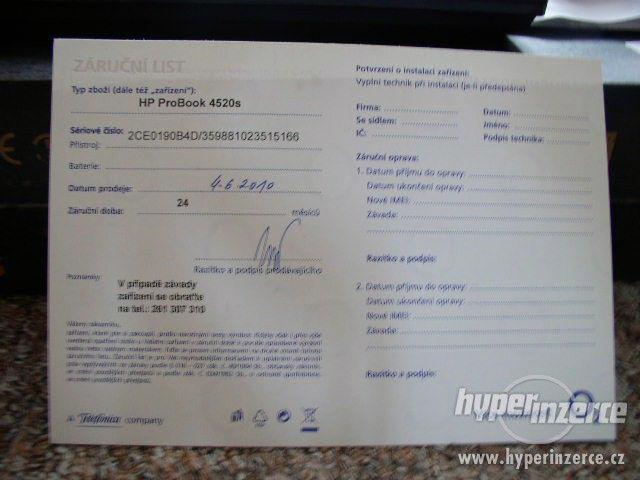 ZÁRUČNÍ LIST
Typ zboží (dále též „zařízení"):
HP ProBook 4520s
Sériové číslo: 2CE0190B4D/359881023515166
Přístroj:
Baterie:
Datum prodeje: 4.6.2010
Záruční doba: 24 měsíců
Razítko a podpis prodávajícího
Poznámky:
V případě závady
zařízení se obraťte
na tel.: 281 307 310
A Telefónica company
Potvrzení o instalaci zařízení:
Vyplní technik při instalaci (je-li předepsána)
Firma:
Datum:
Se sídlem:
Jméno:
IČ:
Podpis technika:
Záruční oprava:
1. Datum příjmu do opravy:
Datum ukončení opravy:
Nové IMEI:
Závada:
Razítko a podpis:
2. Datum příjmu do opravy:
Datum ukončení opravy:
Nové IMEI:
Závada:
Razítko a podpis:
hyperinzerce
www.hyperinzerce.cz